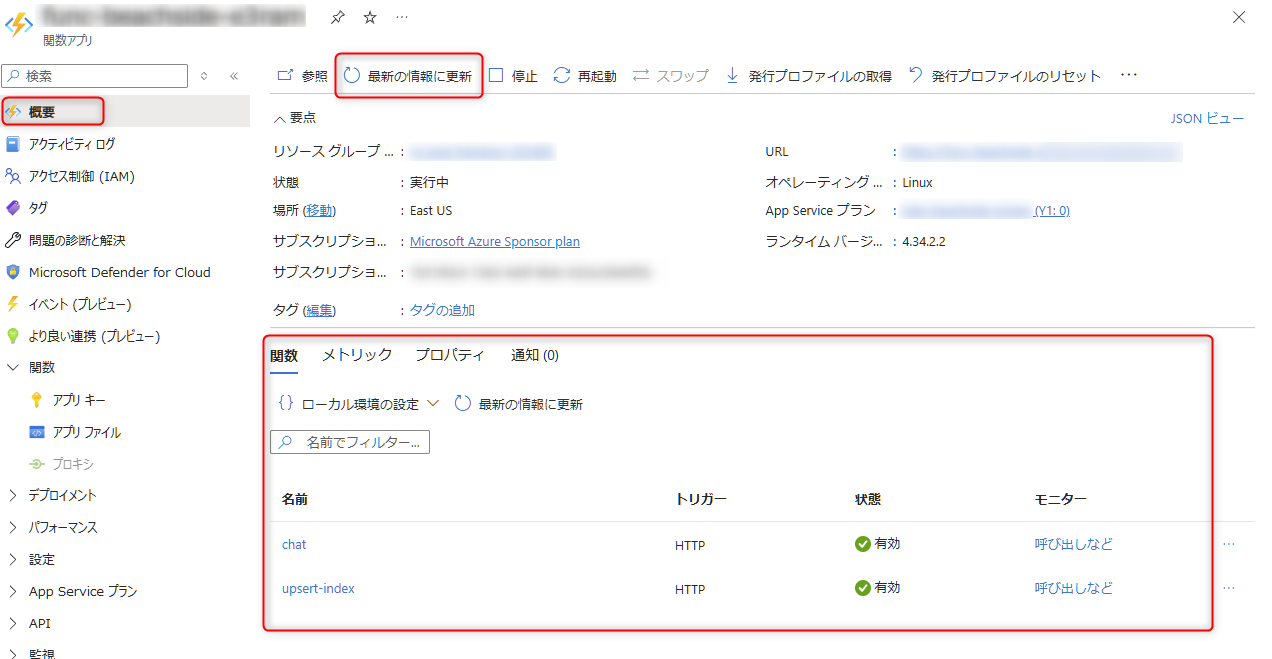 関数アプリ
検索
概要
アクティビティ ログ
アクセス制御 (IAM)
タグ
問題の診断と解決
Microsoft Defender for Cloud
イベント (プレビュー)
より良い連携 (プレビュー)
関数
アプリ キー
アプリ ファイル
プロキシ
デプロイメント
パフォーマンス
設定
App Service プラン
API
監視
参照 最新の情報に更新 停止 再起動 スワップ 発行プロファイルの取得 発行プロファイルのリセット ...
要点 JSON ビュー
リソース グループ ... :
状態 : 実行中
場所 (移動) : East US
サブスクリプショ... : Microsoft Azure Sponsor plan
サブスクリプショ... :
URL :
オペレーティング ... : Linux
App Service プラン : (Y1: 0)
ランタイム バージ... : 4.34.2.2
タグ (編集) : タグの追加
関数 メトリック プロパティ 通知 (0)
{} ローカル環境の設定 最新の情報に更新
名前でフィルター...
名前 トリガー 状態 モニター
chat HTTP 有効 呼び出しなど ...
upsert-index HTTP 有効 呼び出しなど ...